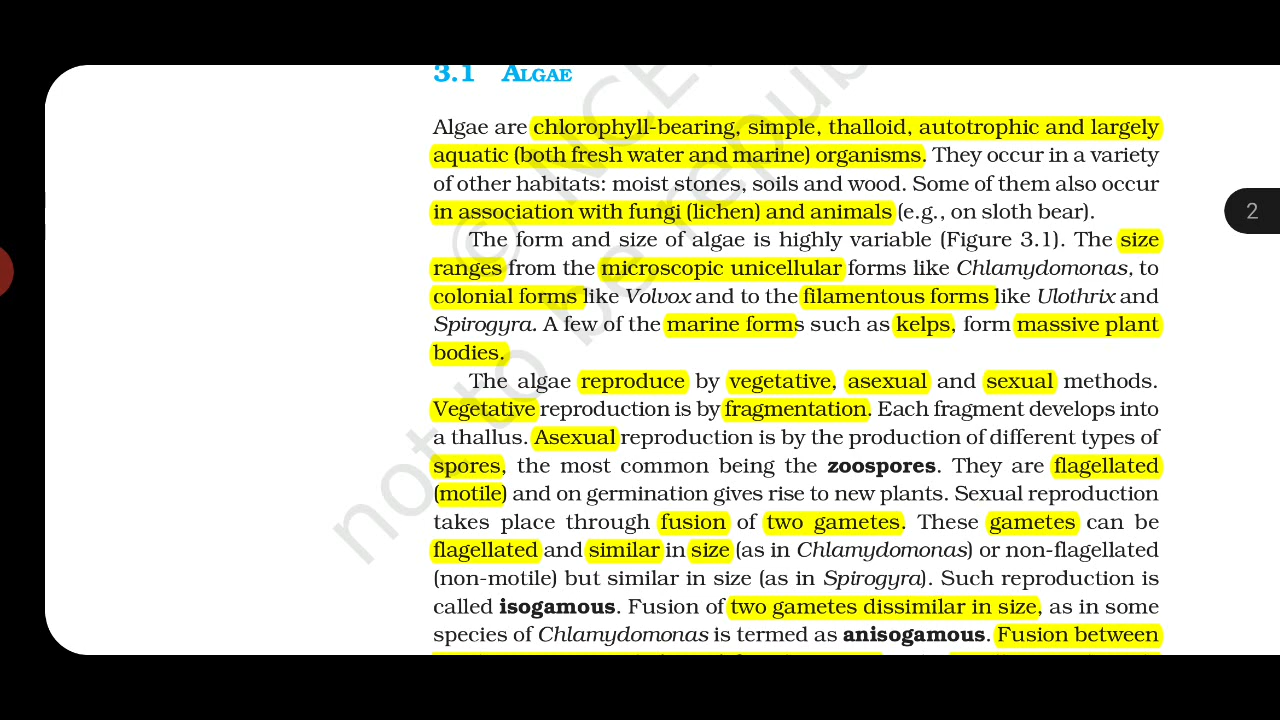 3.1 ALGAE
Algae are chlorophyll-bearing, simple, thalloid, autotrophic and largely
aquatic (both fresh water and marine) organisms. They occur in a variety
of other habitats: moist stones, soils and wood. Some of them also occur
in association with fungi (lichen) and animals (e.g., on sloth bear).
The form and size of algae is highly variable (Figure 3.1). The size
ranges from the microscopic unicellular forms like Chlamydomonas, to
colonial forms like Volvox and to the filamentous forms like Ulothrix and
Spirogyra. A few of the marine forms such as kelps, form massive plant
bodies.
The algae reproduce by vegetative, asexual and sexual methods.
Vegetative reproduction is by fragmentation. Each fragment develops into
a thallus. Asexual reproduction is by the production of different types of
spores, the most common being the zoospores. They are flagellated
(motile) and on germination gives rise to new plants. Sexual reproduction
takes place through fusion of two gametes. These gametes can be
flagellated and similar in size (as in Chlamydomonas) or non-flagellated
(non-motile) but similar in size (as in Spirogyra). Such reproduction is
called isogamous. Fusion of two gametes dissimilar in size, as in some
species of Chlamydomonas is termed as anisogamous. Fusion between
2
© NCE
not to be republ